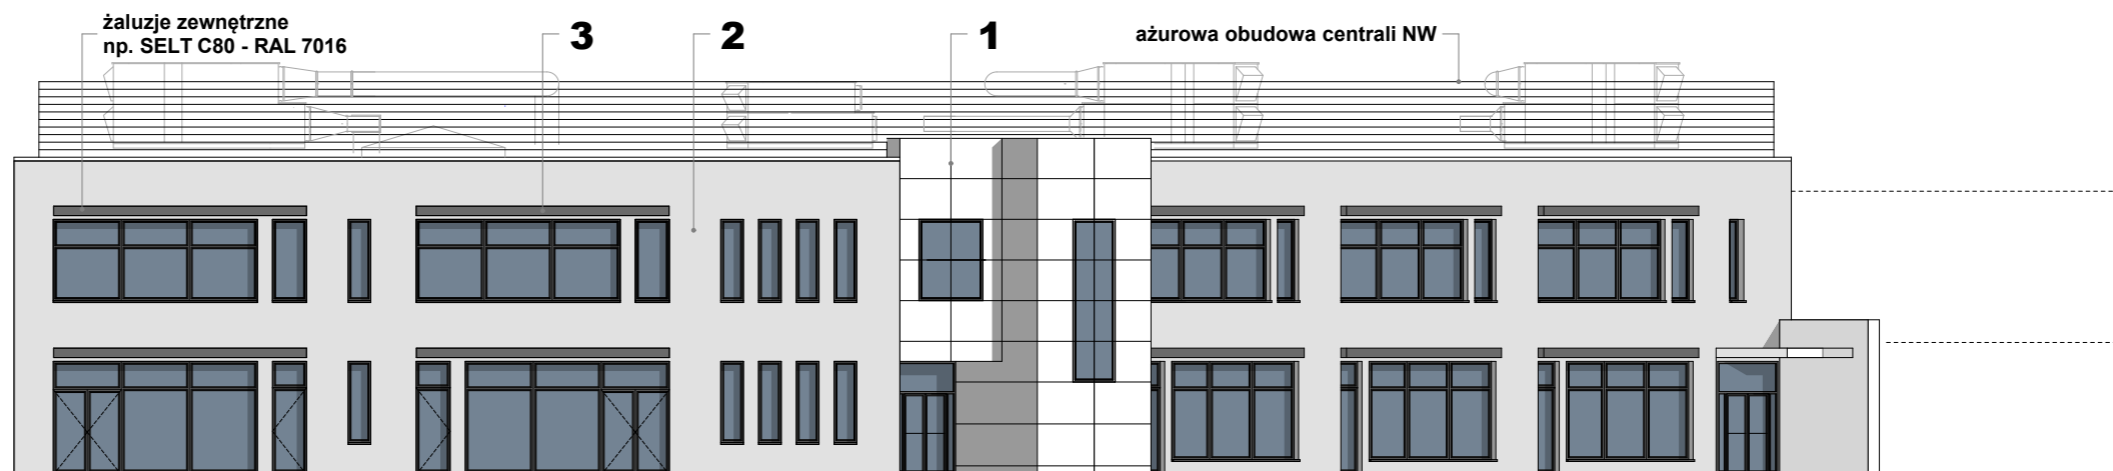 żaluzje zewnętrzne
np. SELT C80 - RAL 7016
3
2
1
ażurowa obudowa centrali NW